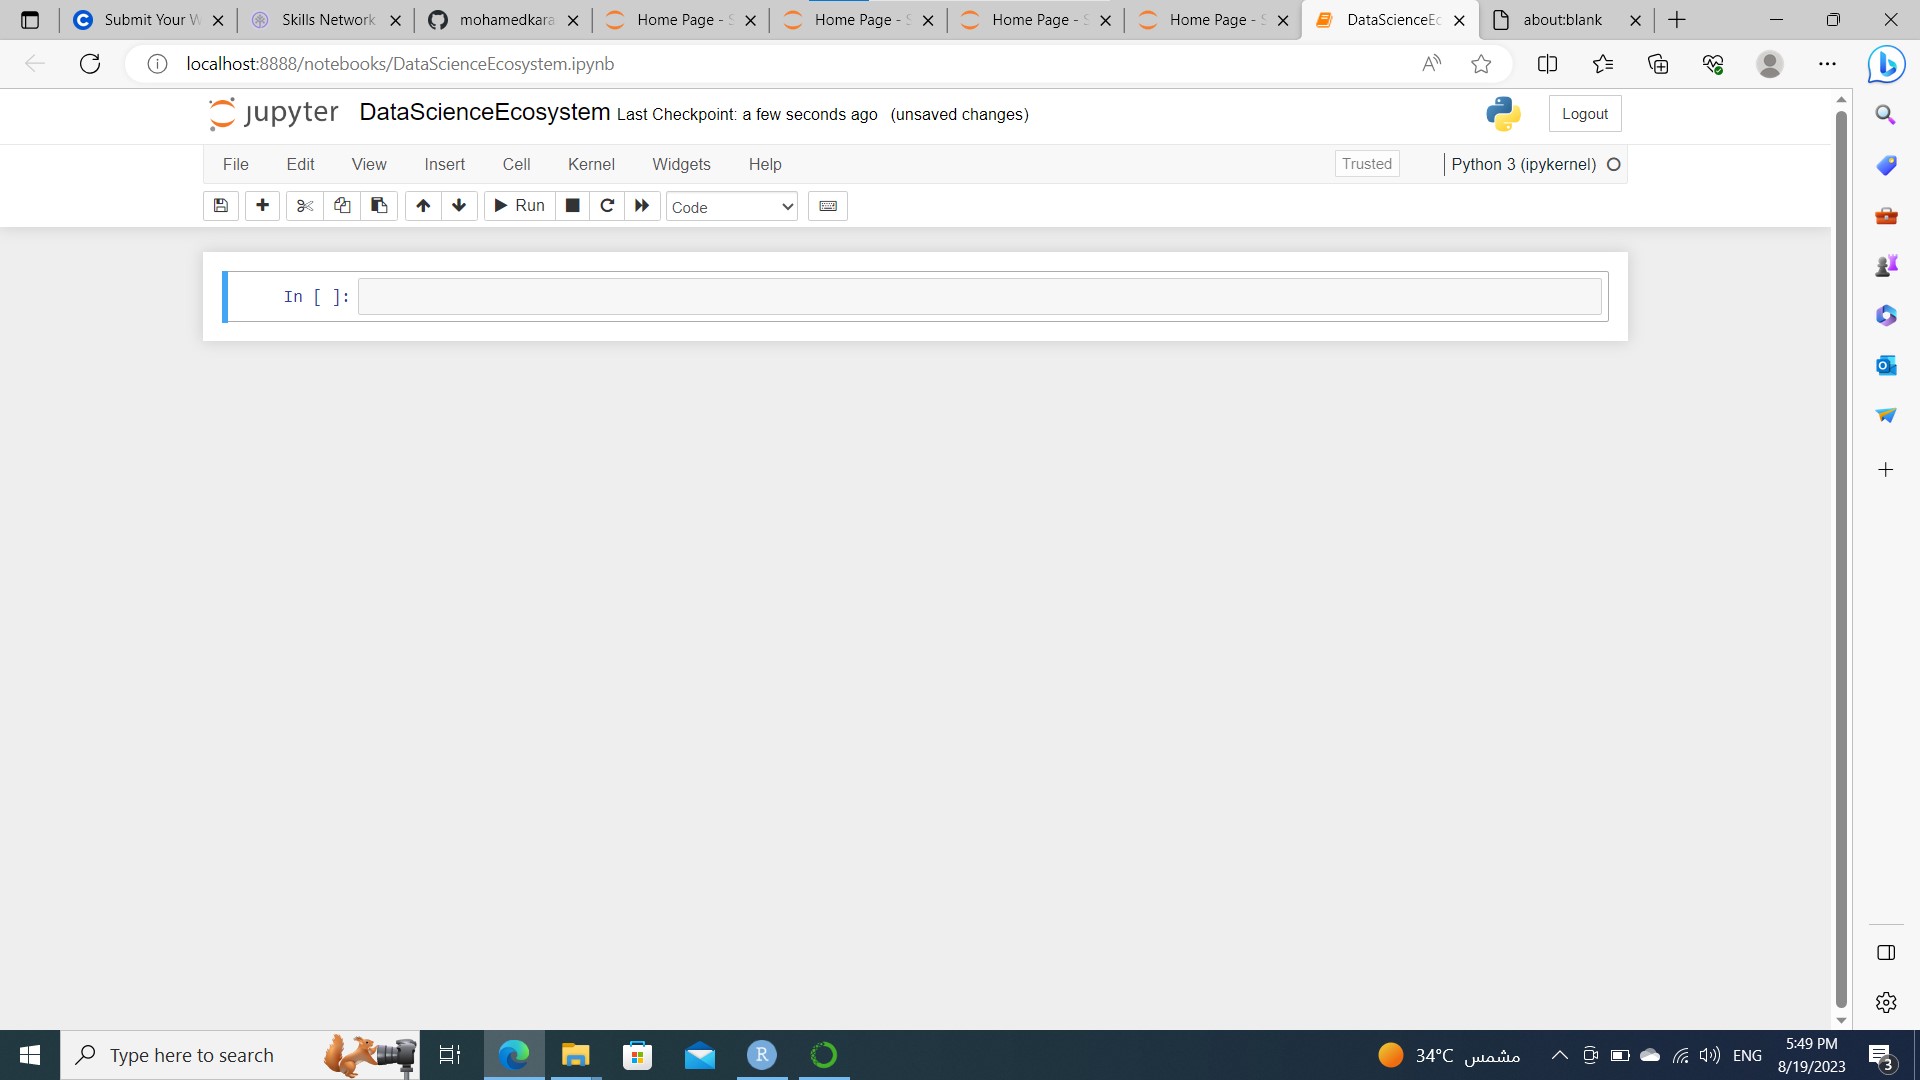 Submit Your W
Skills Network
mohamedkara
Home Page - S
Home Page - S
Home Page - S
Home Page - S
DataScienceEc
about:blank
localhost:8888/notebooks/DataScienceEcosystem.ipynb
jupyter DataScienceEcosystem Last Checkpoint: a few seconds ago (unsaved changes)
Logout
File Edit View Insert Cell Kernel Widgets Help
Trusted
Python 3 (ipykernel)
Run
Code
In [ ]:
Type here to search
R
34°C مشمس
ENG
5:49 PM
8/19/2023
3